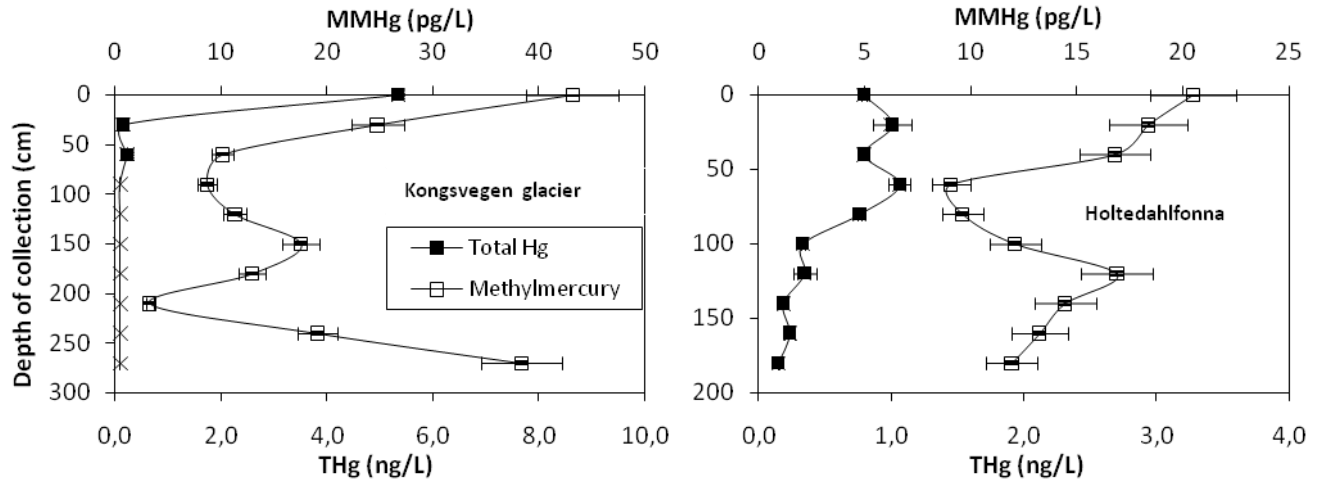 MMHg (pg/L)
0 10 20 30 40 50
0
50
100
150
200
250
300
Depth of collection (cm)
Kongsvegen glacier
Total Hg
Methylmercury
0,0 2,0 4,0 6,0 8,0 10,0
THg (ng/L)
MMHg (pg/L)
0 5 10 15 20 25
0
50
100
150
200
Holtedahlfonna
0,0 1,0 2,0 3,0 4,0
THg (ng/L)